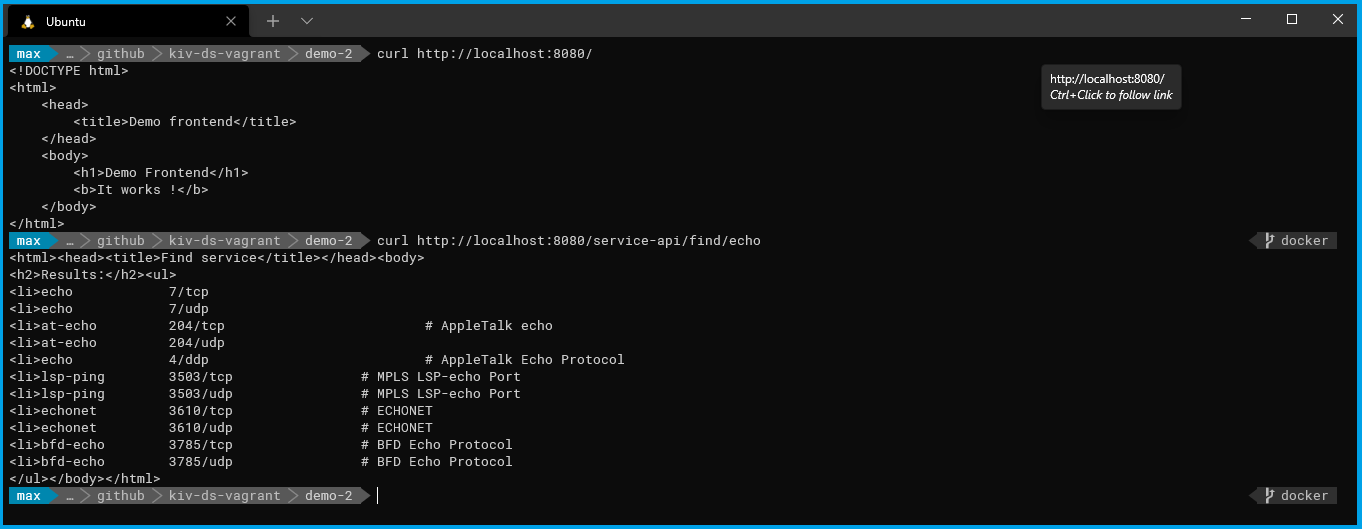 Ubuntu
max … github kiv-ds-vagrant demo-2 curl http://localhost:8080/
<!DOCTYPE html>
<html>
    <head>
        <title>Demo frontend</title>
    </head>
    <body>
        <h1>Demo Frontend</h1>
        <b>It works !</b>
    </body>
</html>
http://localhost:8080/
Ctrl+Click to follow link
max … github kiv-ds-vagrant demo-2 curl http://localhost:8080/service-api/find/echo docker
<html><head><title>Find service</title></head><body>
<h2>Results:</h2><ul>
<li>echo            7/tcp
<li>echo            7/udp
<li>at-echo         204/tcp                         # AppleTalk echo
<li>at-echo         204/udp
<li>echo            4/ddp                           # AppleTalk Echo Protocol
<li>lsp-ping        3503/tcp                # MPLS LSP-echo Port
<li>lsp-ping        3503/udp                # MPLS LSP-echo Port
<li>echonet         3610/tcp                # ECHONET
<li>echonet         3610/udp                # ECHONET
<li>bfd-echo        3785/tcp                # BFD Echo Protocol
<li>bfd-echo        3785/udp                # BFD Echo Protocol
</ul></body></html>
max … github kiv-ds-vagrant demo-2 docker